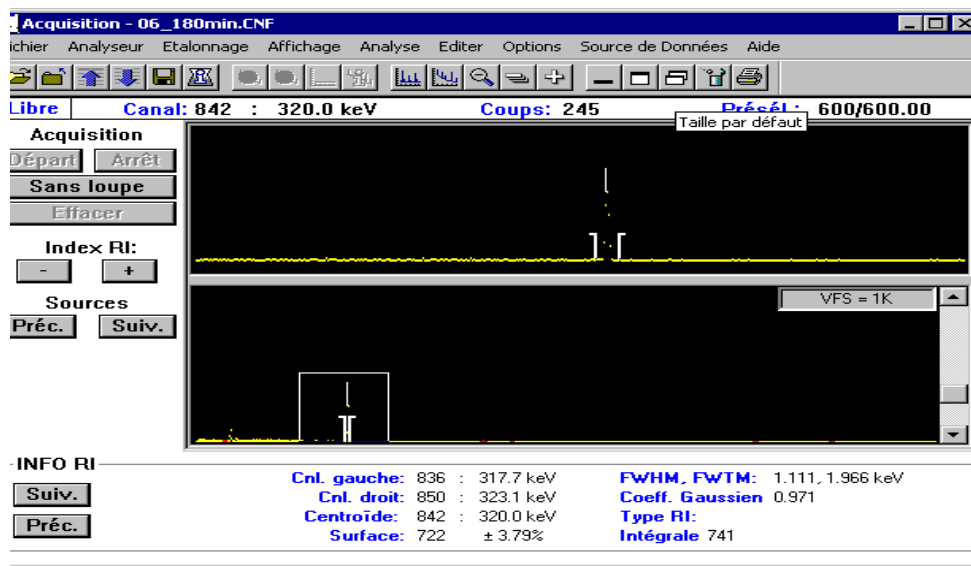 Acquisition - 06_180min.CNF
ichier Analyseur Etalonnage Affichage Analyse Editer Options Source de Données Aide
Libre Canal: 842 : 320.0 keV Coups: 245 Présél.: 600/600.00
Taille par défaut
Acquisition
Départ Arrêt
Sans loupe
Effacer
Index RI:
- +
Sources
Préc. Suiv.
VFS = 1K
INFO RI
Suiv.
Préc.
Cnl. gauche: 836 : 317.7 keV
Cnl. droit: 850 : 323.1 keV
Centroïde: 842 : 320.0 keV
Surface: 722 ± 3.79%
FWHM, FWTM: 1.111, 1.966 keV
Coeff. Gaussien 0.971
Type RI:
Intégrale 741